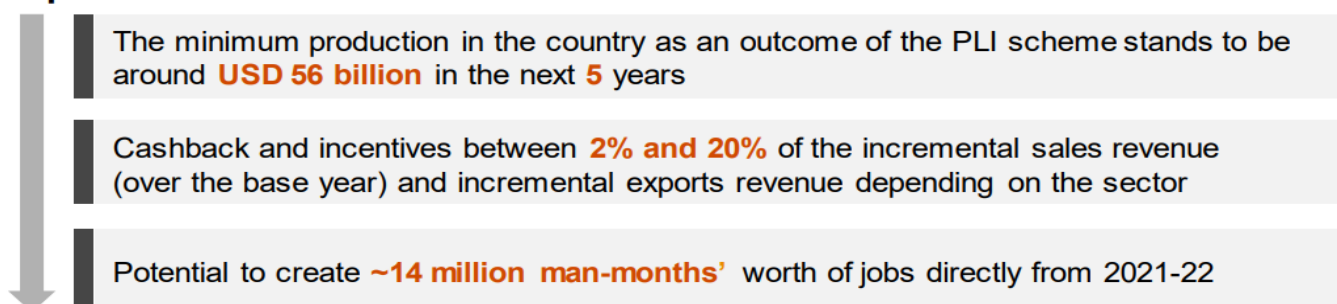 The minimum production in the country as an outcome of the PLI scheme stands to be
around USD 56 billion in the next 5 years
Cashback and incentives between 2% and 20% of the incremental sales revenue
(over the base year) and incremental exports revenue depending on the sector
Potential to create ~14 million man-months’ worth of jobs directly from 2021-22